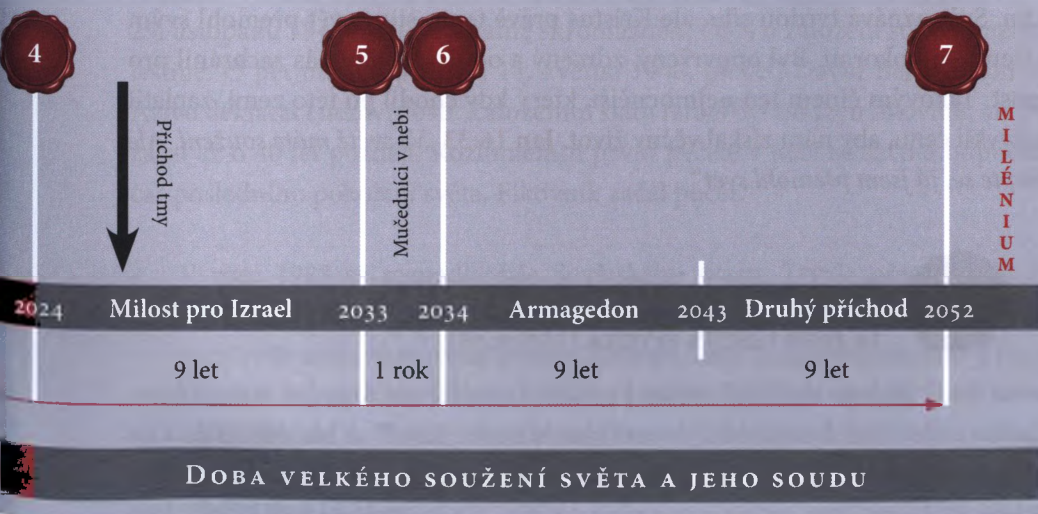 4
5
6
7
Příchod tmy
Mučedníci v nebi
MILÉNIUM
2024 Milost pro Izrael 2033 2034 Armagedon 2043 Druhý příchod 2052
9 let 1 rok 9 let 9 let
DOBA VELKÉHO SOUŽENÍ SVĚTA A JEHO SOUDU